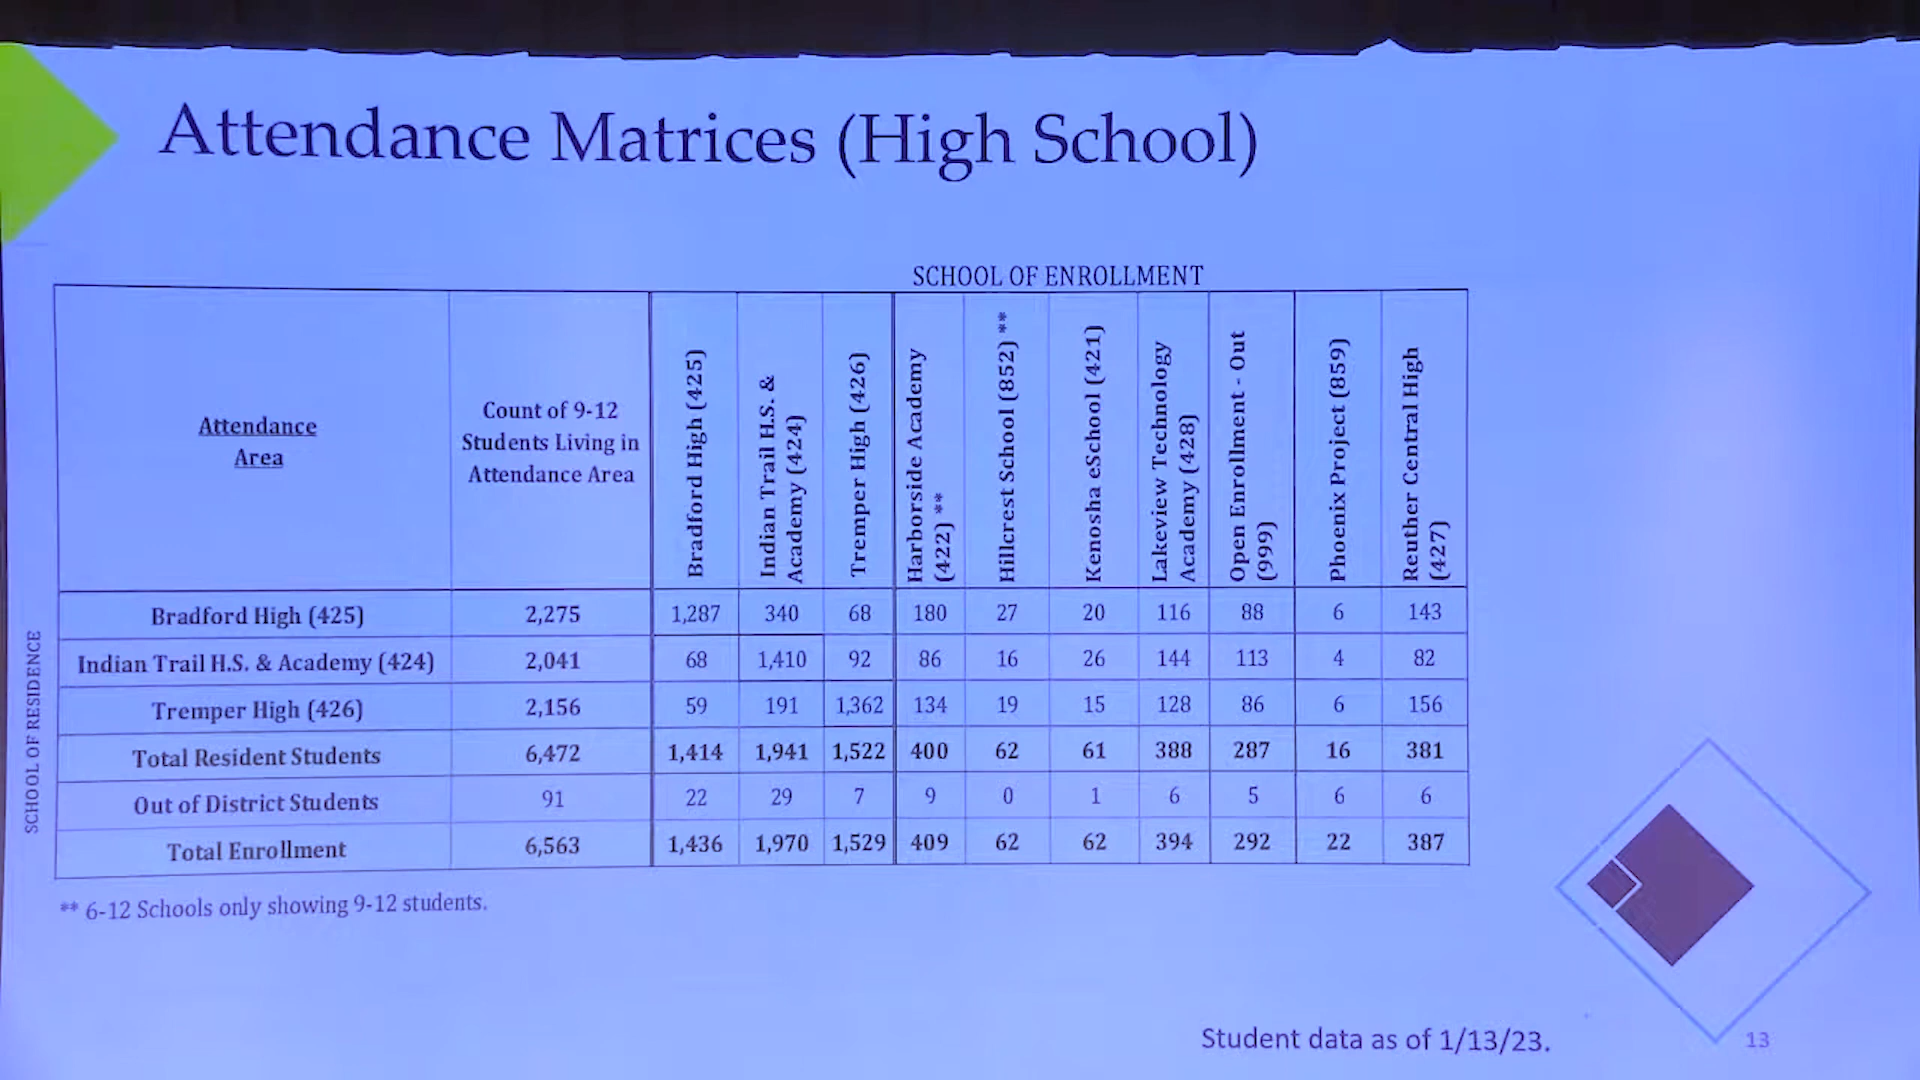 Attendance Matrices (High School)
SCHOOL OF ENROLLMENT
Attendance
Area
Count of 9-12
Students Living in
Attendance Area
Bradford High (425)
Indian Trail H.S. &
Academy (424)
Tremper High (426)
Harborside Academy
(422) **
Hillcrest School (852) **
Kenosha eSchool (421)
Lakeview Technology
Academy (428)
Open Enrollment - Out
(999)
Phoenix Project (859)
Reuther Central High
(427)
SCHOOL OF RESIDENCE
Bradford High (425) 2,275 1,287 340 68 180 27 20 116 88 6 143
Indian Trail H.S. & Academy (424) 2,041 68 1,410 92 86 16 26 144 113 4 82
Tremper High (426) 2,156 59 191 1,362 134 19 15 128 86 6 156
Total Resident Students 6,472 1,414 1,941 1,522 400 62 61 388 287 16 381
Out of District Students 91 22 29 7 9 0 1 6 5 6 6
Total Enrollment 6,563 1,436 1,970 1,529 409 62 62 394 292 22 387
** 6-12 Schools only showing 9-12 students.
Student data as of 1/13/23.
13